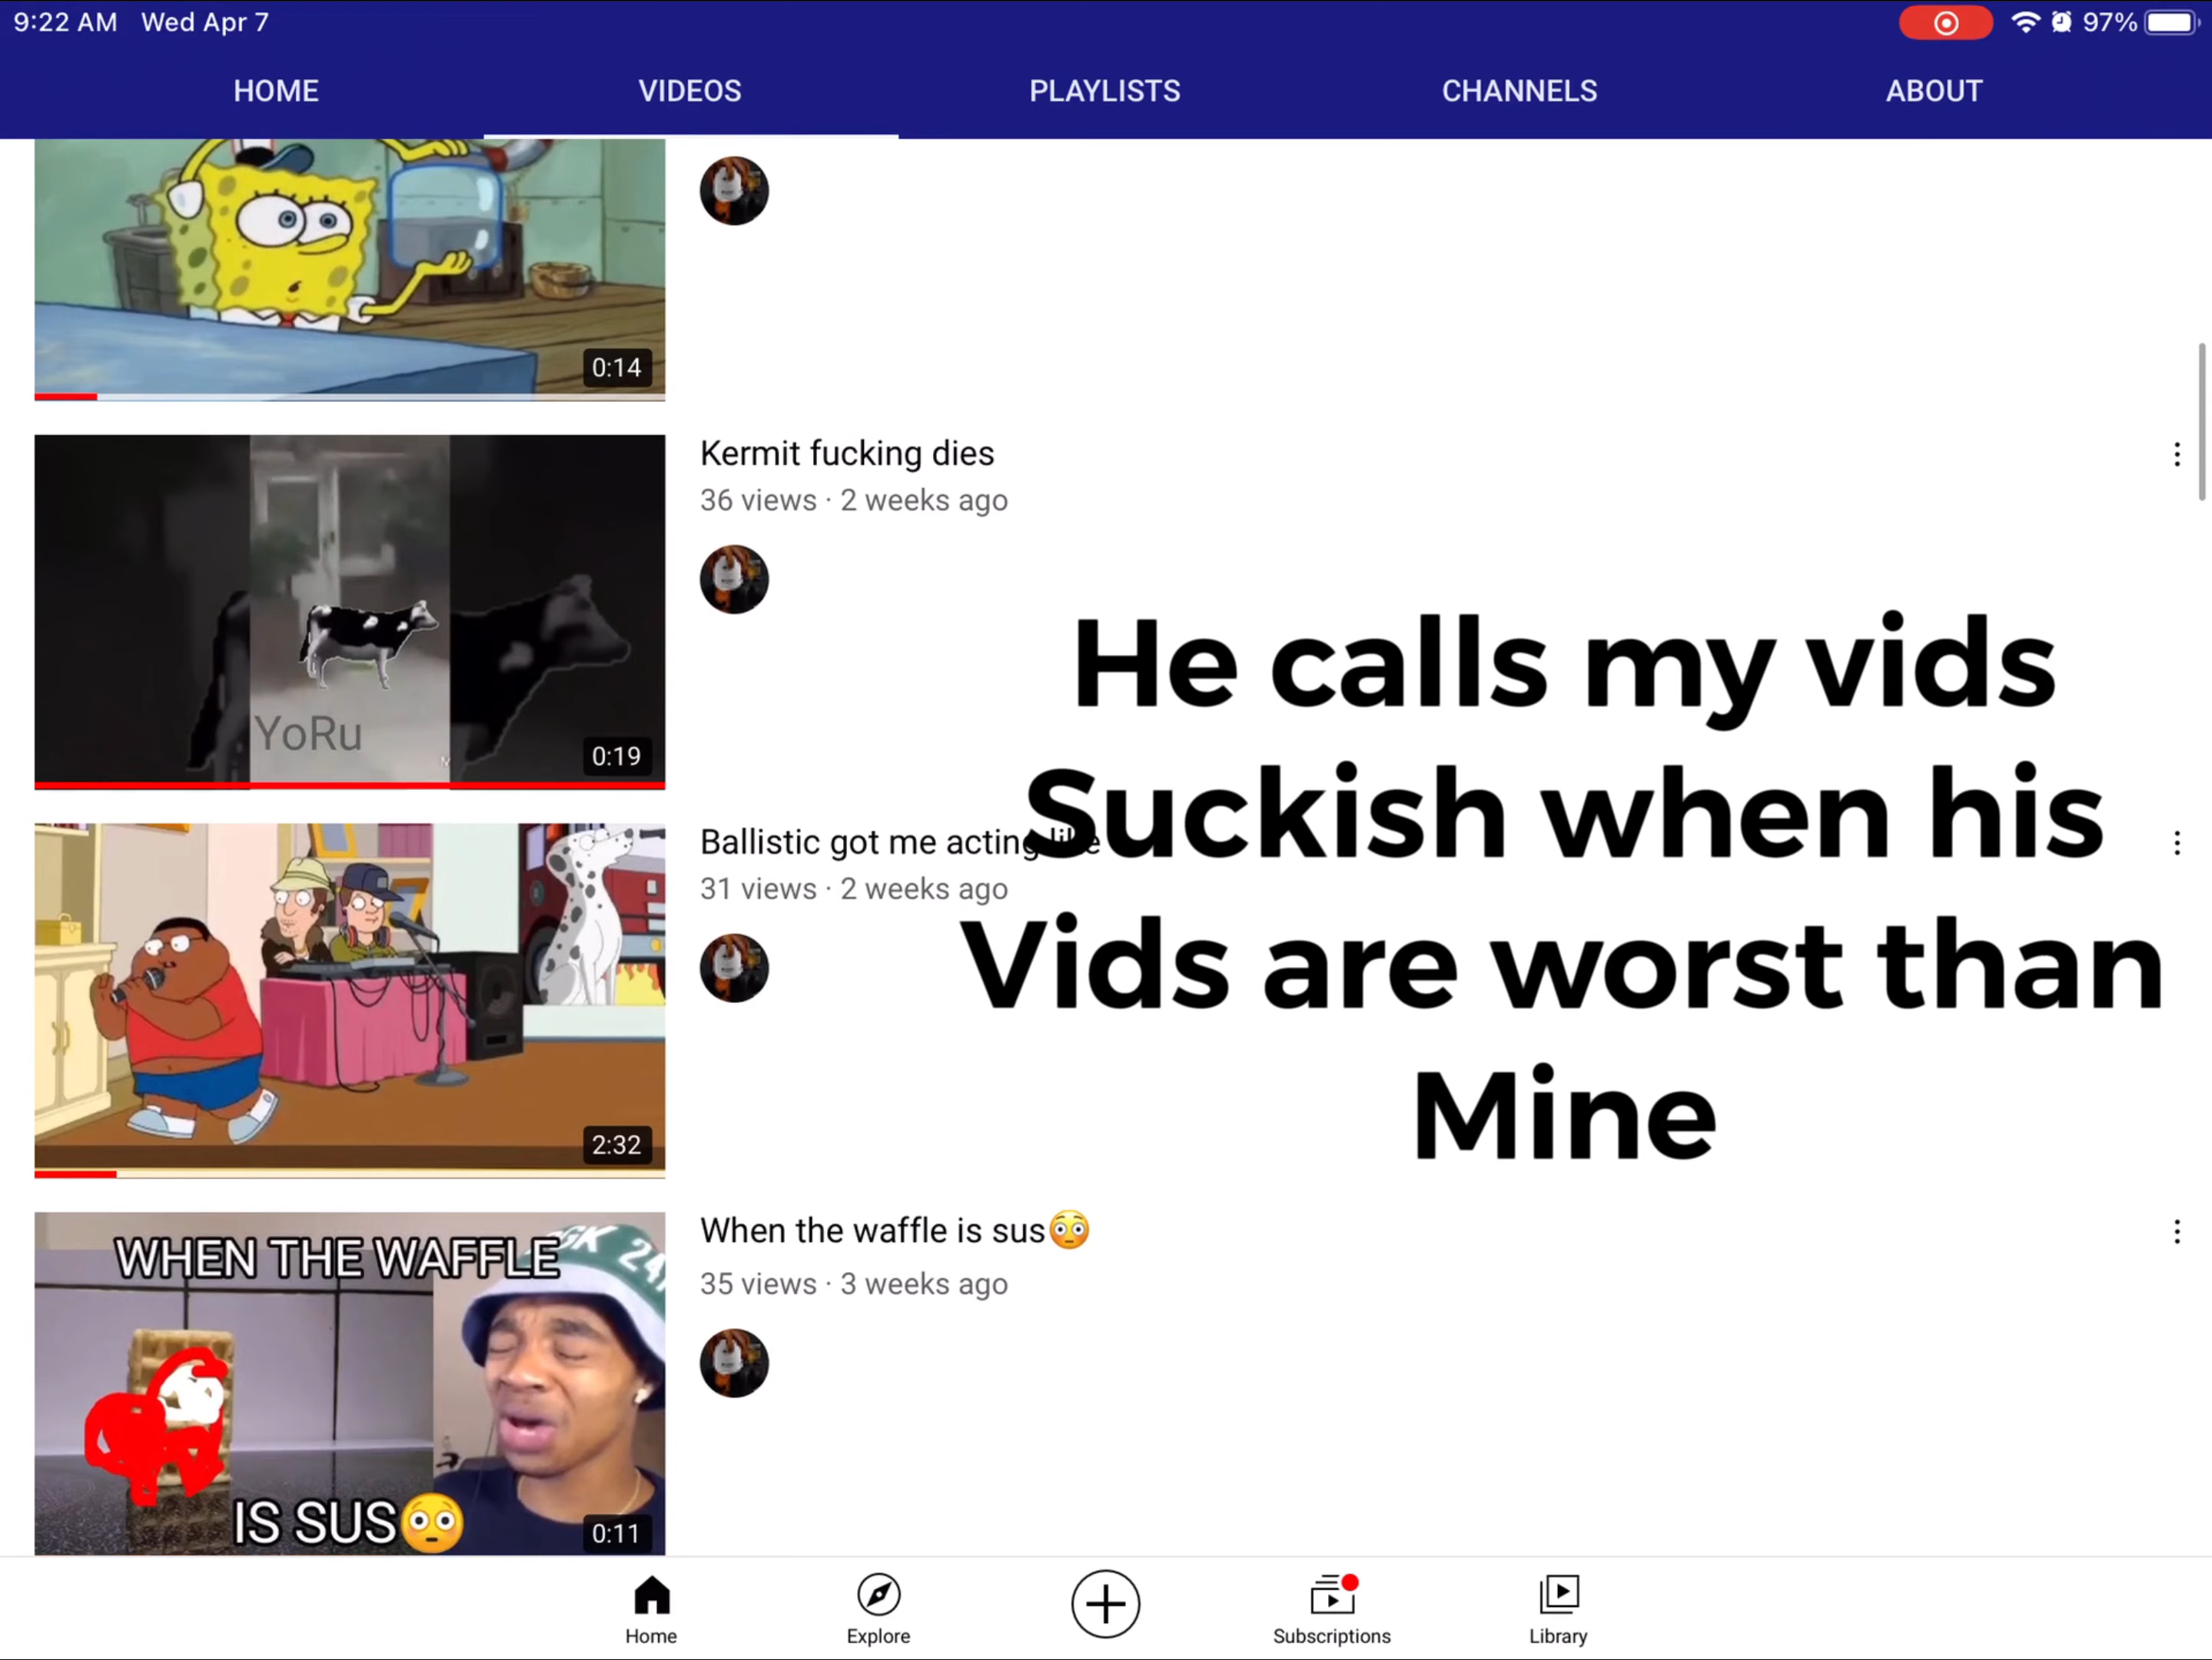 9:22 AM Wed Apr 7
97%
HOME VIDEOS PLAYLISTS CHANNELS ABOUT
0:14
Kermit fucking dies
36 views · 2 weeks ago
YoRu
0:19
He calls my vids
Suckish when his
Vids are worst than
Mine
Ballistic got me acting like
31 views · 2 weeks ago
2:32
When the waffle is sus😳
35 views · 3 weeks ago
WHEN THE WAFFLE
IS SUS😳
0:11
Home Explore Subscriptions Library